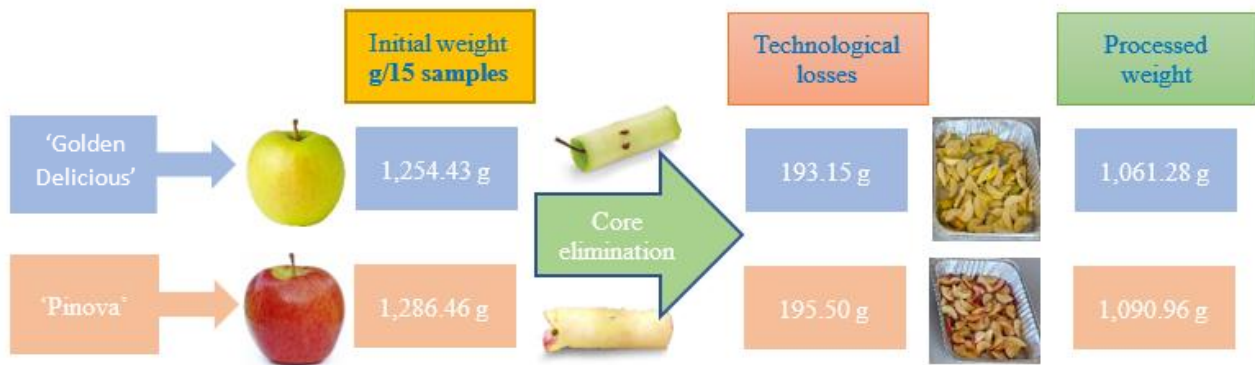 Initial weight
g/15 samples
Technological
losses
Processed
weight
‘Golden
Delicious’
1,254.43 g
193.15 g
1,061.28 g
Core
elimination
‘Pinova‘
1,286.46 g
195.50 g
1,090.96 g